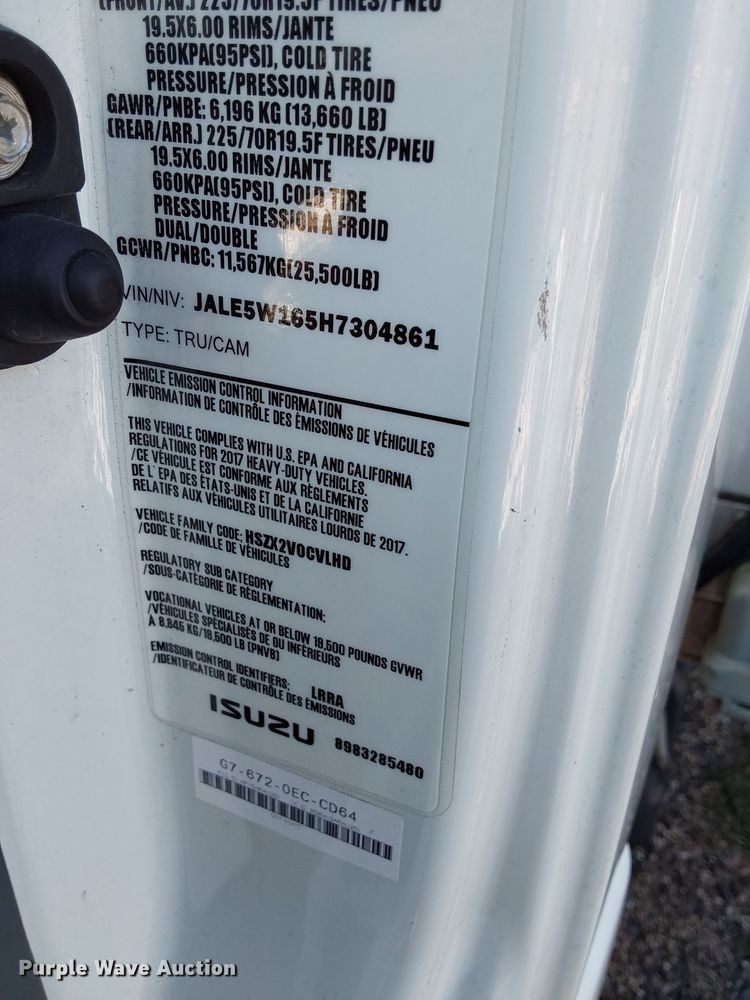 (FRONT/AV.) 225/70R19.5F TIRES/PNEU
19.5X6.00 RIMS/JANTE
660KPA(95PSI), COLD TIRE
PRESSURE/PRESSION À FROID
GAWR/PNBE: 6,196 KG (13,660 LB)
(REAR/ARR.) 225/70R19.5F TIRES/PNEU
19.5X6.00 RIMS/JANTE
660KPA(95PSI), COLD TIRE
PRESSURE/PRESSION À FROID
DUAL/DOUBLE
GCWR/PNBC: 11,567KG(25,500LB)
VIN/NIV: JALE5W165H7304861
TYPE: TRU/CAM
VEHICLE EMISSION CONTROL INFORMATION
/INFORMATION DE CONTRÔLE DES ÉMISSIONS DE VÉHICULES
THIS VEHICLE COMPLIES WITH U.S. EPA AND CALIFORNIA
REGULATIONS FOR 2017 HEAVY-DUTY VEHICLES.
/CE VÉHICULE EST CONFORME AUX RÈGLEMENTS
DE L' EPA DES ÉTATS-UNIS ET DE LA CALIFORNIE
RELATIFS AUX VÉHICULES UTILITAIRES LOURDS DE 2017.
VEHICLE FAMILY CODE: HSZX2VOCVLHD
/CODE DE FAMILLE DE VÉHICULES
REGULATORY SUB CATEGORY
/SOUS-CATÉGORIE DE RÉGLEMENTATION:
VOCATIONAL VEHICLES AT OR BELOW 19,500 POUNDS GVWR
/VÉHICULES SPÉCIALISÉS DE OU INFÉRIEURS
À 8,845 KG/19,500 LB (PNVB)
EMISSION CONTROL IDENTIFIERS: LRRA
/IDENTIFICATEUR DE CONTRÔLE DES ÉMISSIONS
ISUZU 8983285480
G7-672-0EC-CD64
Purple Wave Auction